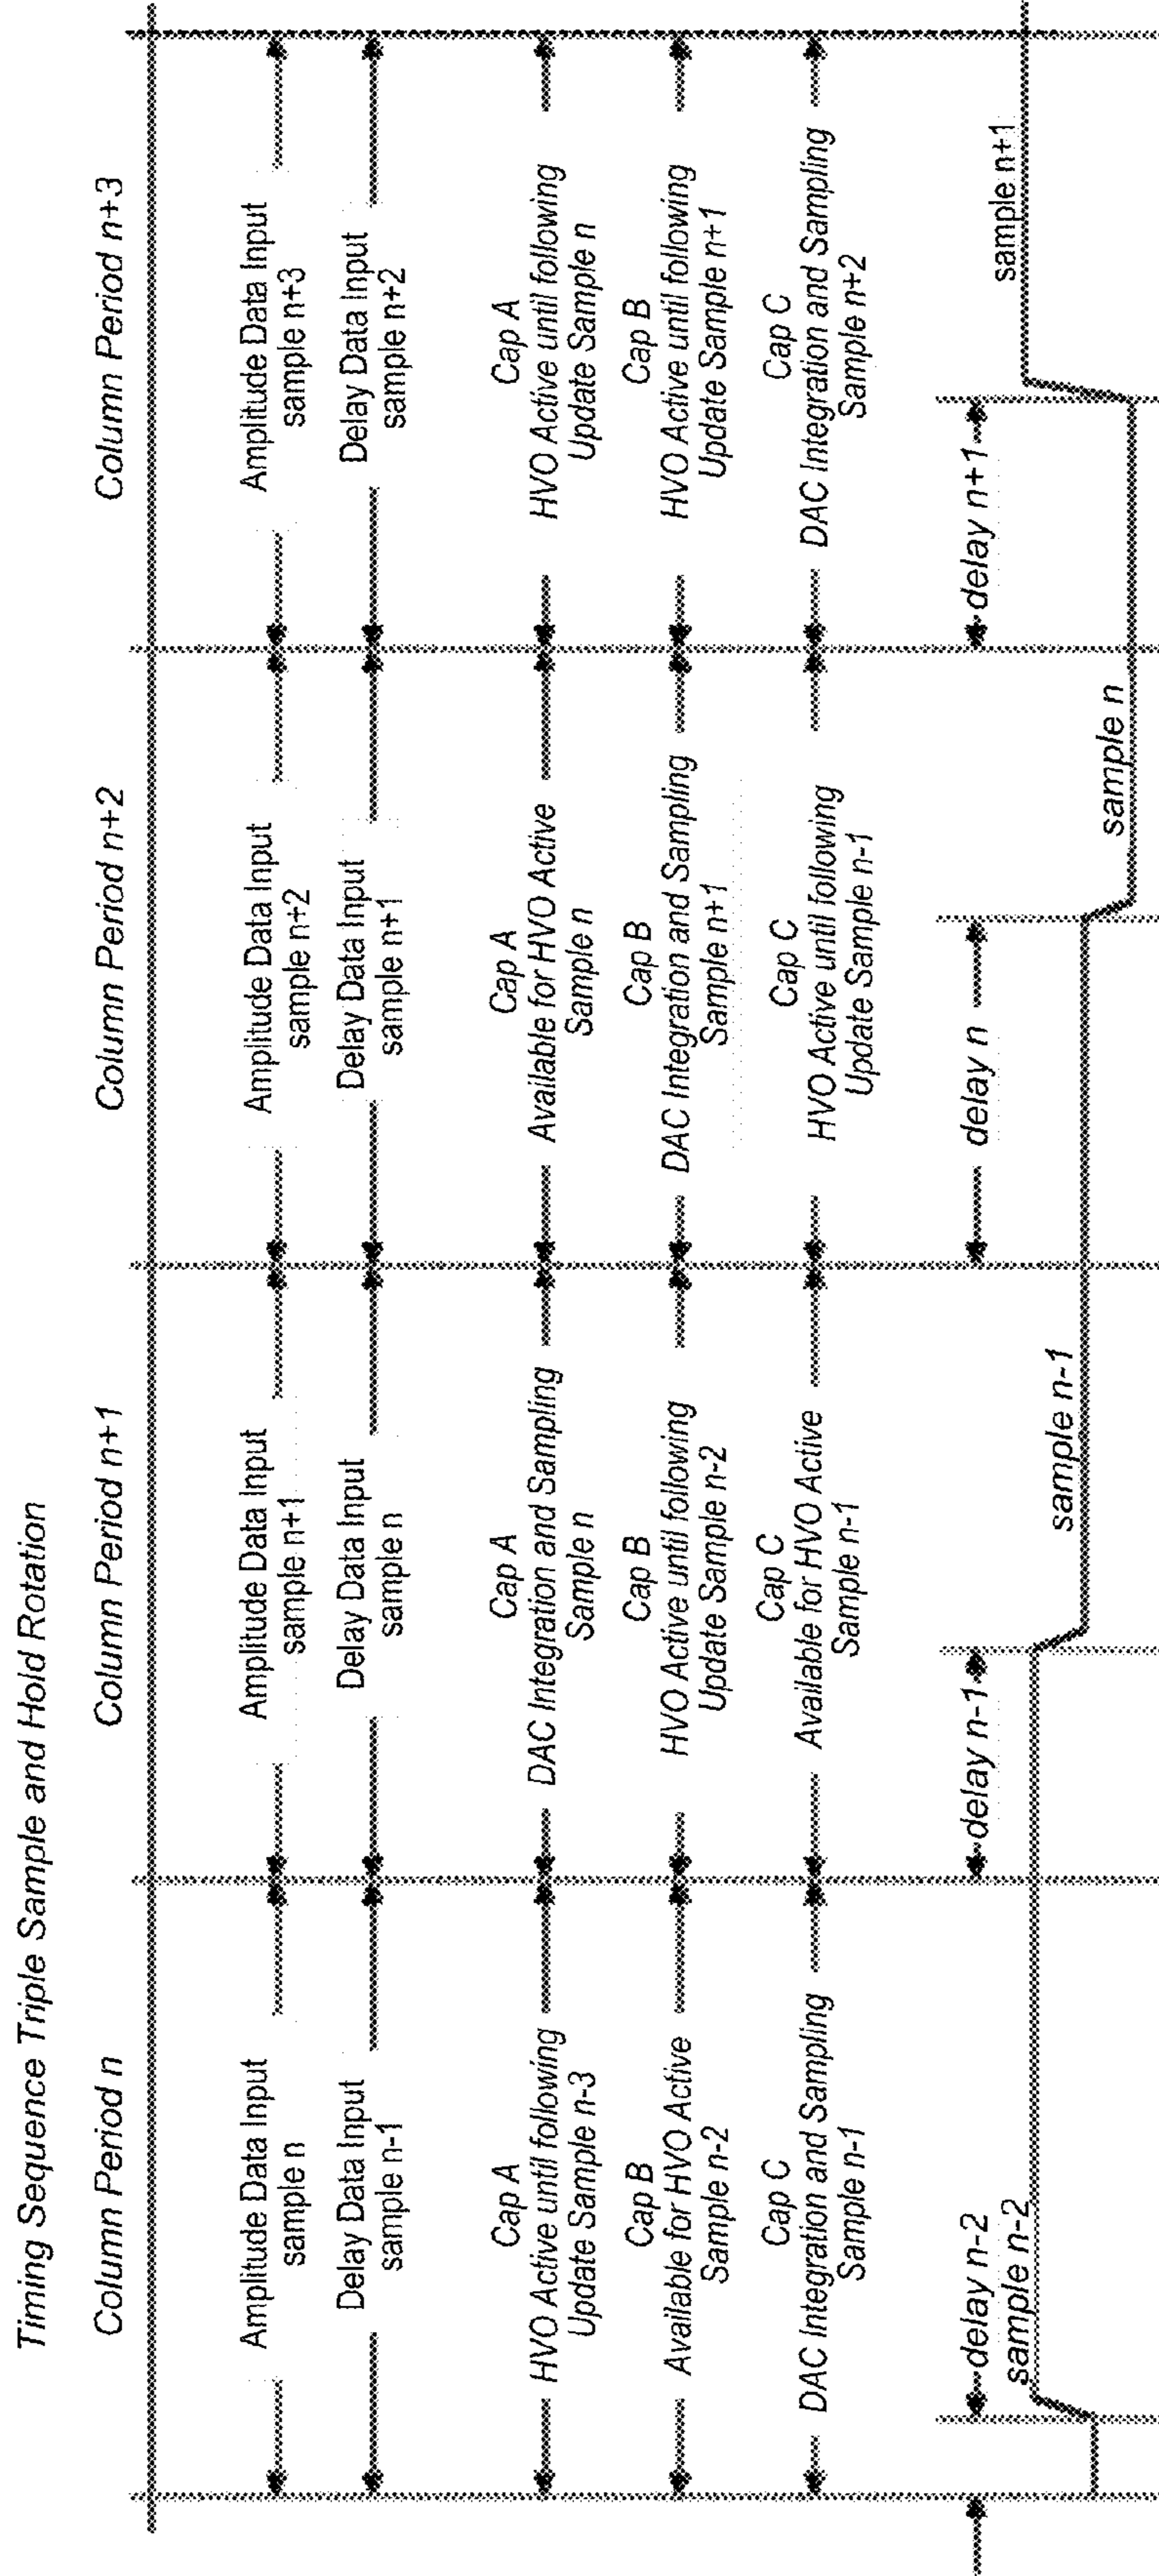 Timing Sequence Triple Sample and Hold Rotation
Column Period n
Column Period n+1
Column Period n+2
Column Period n+3
Amplitude Data Input
sample n
Amplitude Data Input
sample n+1
Amplitude Data Input
sample n+2
Amplitude Data Input
sample n+3
Delay Data Input
sample n-1
Delay Data Input
sample n
Delay Data Input
sample n+1
Delay Data Input
sample n+2
Cap A
HVO Active until following
Update Sample n-3
Cap A
DAC Integration and Sampling
Sample n
Cap A
Available for HVO Active
Sample n
Cap A
HVO Active until following
Update Sample n
Cap B
Available for HVO Active
Sample n-2
Cap B
HVO Active until following
Update Sample n-2
Cap B
DAC Integration and Sampling
Sample n+1
Cap B
HVO Active until following
Update Sample n+1
Cap C
DAC Integration and Sampling
Sample n-1
Cap C
Available for HVO Active
Sample n-1
Cap C
HVO Active until following
Update Sample n-1
Cap C
DAC Integration and Sampling
Sample n+2
delay n-2
delay n-1
delay n
delay n+1
sample n-2
sample n-1
sample n
sample n+1